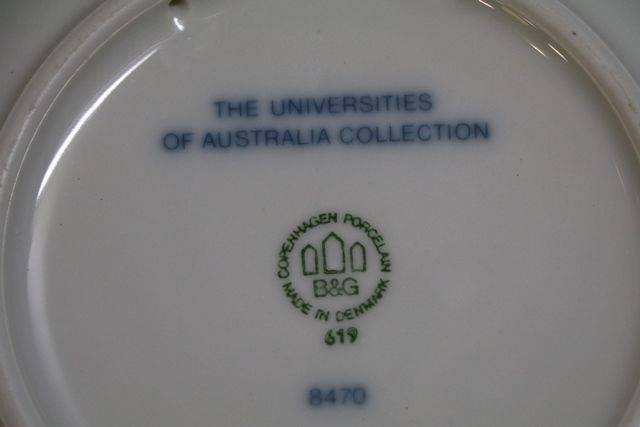 THE UNIVERSITIES
OF AUSTRALIA COLLECTION
COPENHAGEN PORCELAIN
B&G
MADE IN DENMARK
619
8470